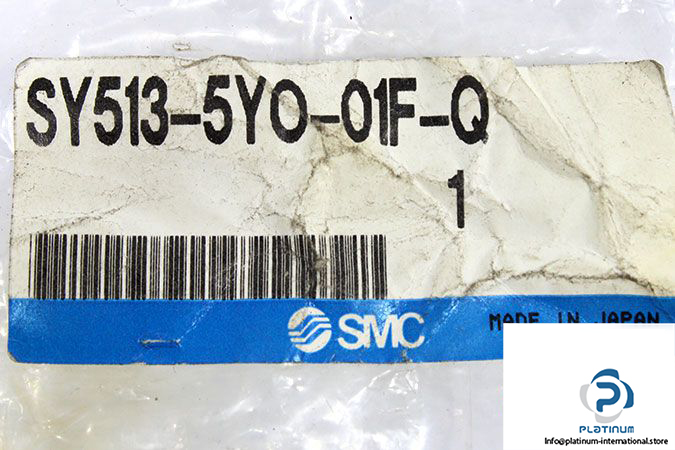 SY513-5YO-01F-Q
1
SMC
MADE IN JAPAN
PLATINUM
Info@platinum-international.store